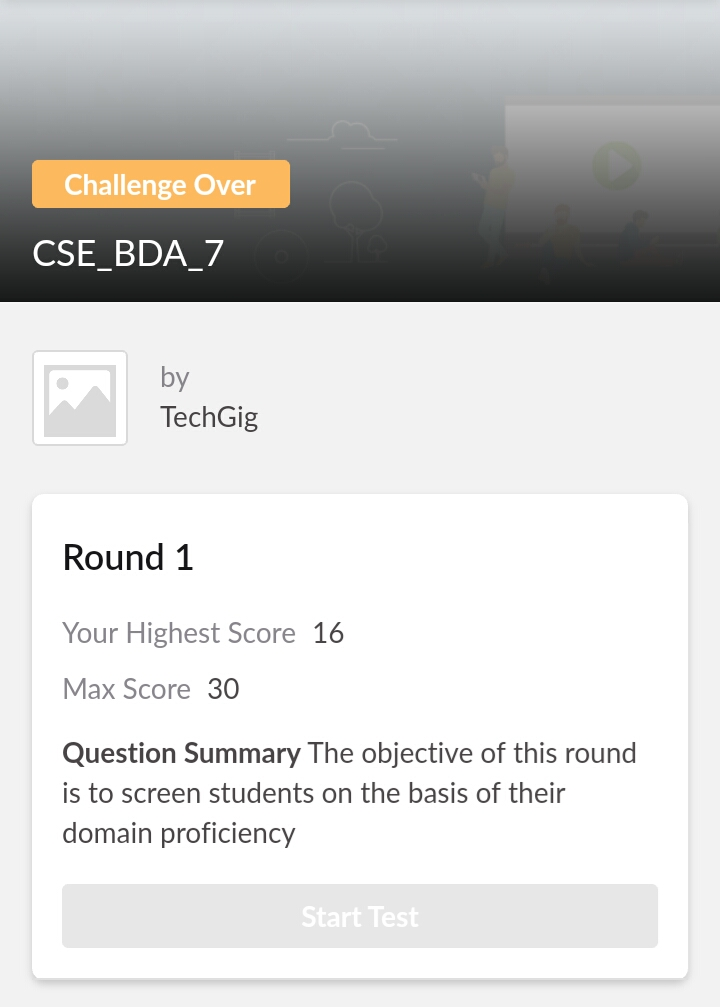 Challenge Over
CSE_BDA_7
by
TechGig
Round 1
Your Highest Score 16
Max Score 30
Question Summary The objective of this round
is to screen students on the basis of their
domain proficiency
Start Test